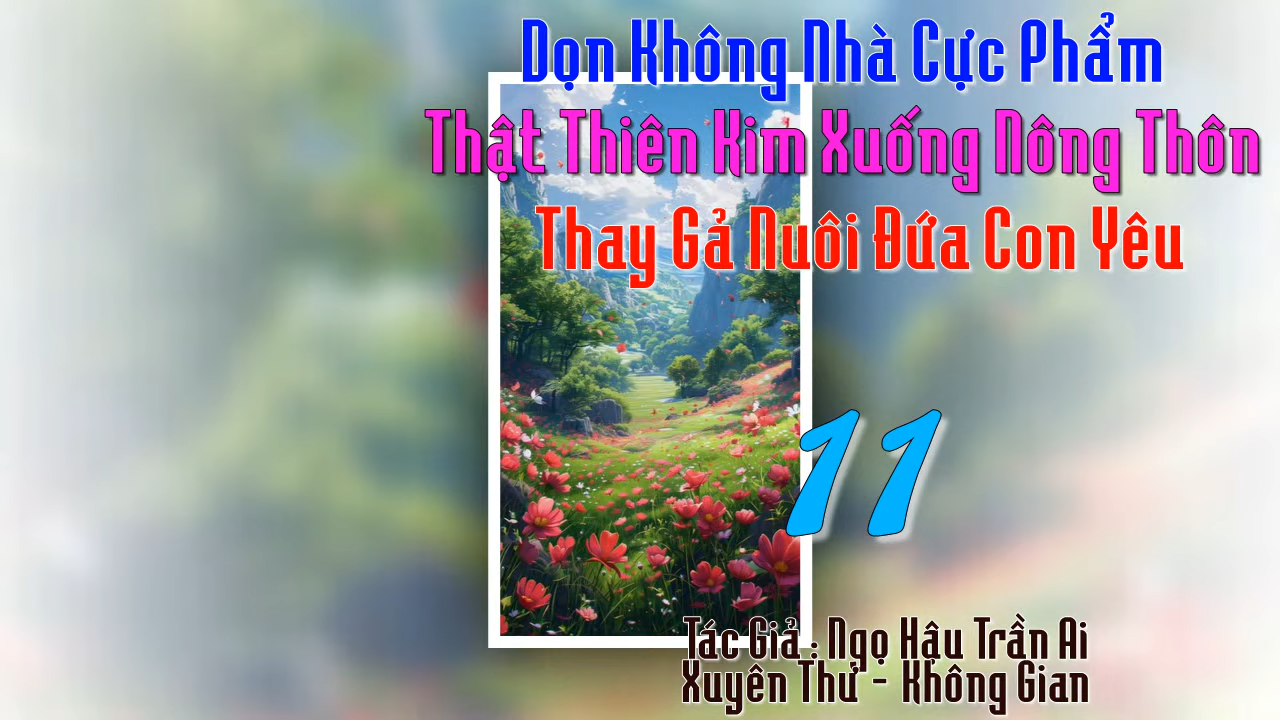 Dọn Không Nhà Cực Phẩm
Thật Thiên Kim Xuống Nông Thôn
Thay Gả Nuôi Đứa Con Yêu
11
Tác Giả : Ngọ Hậu Trần Ai
Xuyên Thư - Không Gian